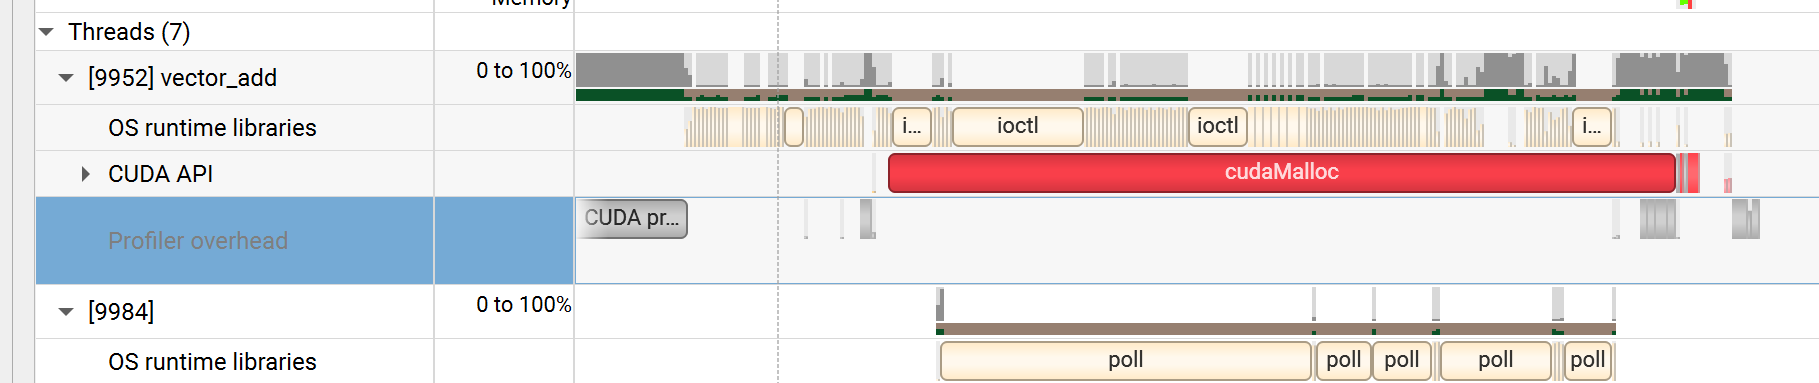 Memory
Threads (7)
[9952] vector_add
0 to 100%
OS runtime libraries
i... ioctl ioctl i...
CUDA API
cudaMalloc
CUDA pr...
Profiler overhead
[9984]
0 to 100%
OS runtime libraries
poll poll poll poll poll